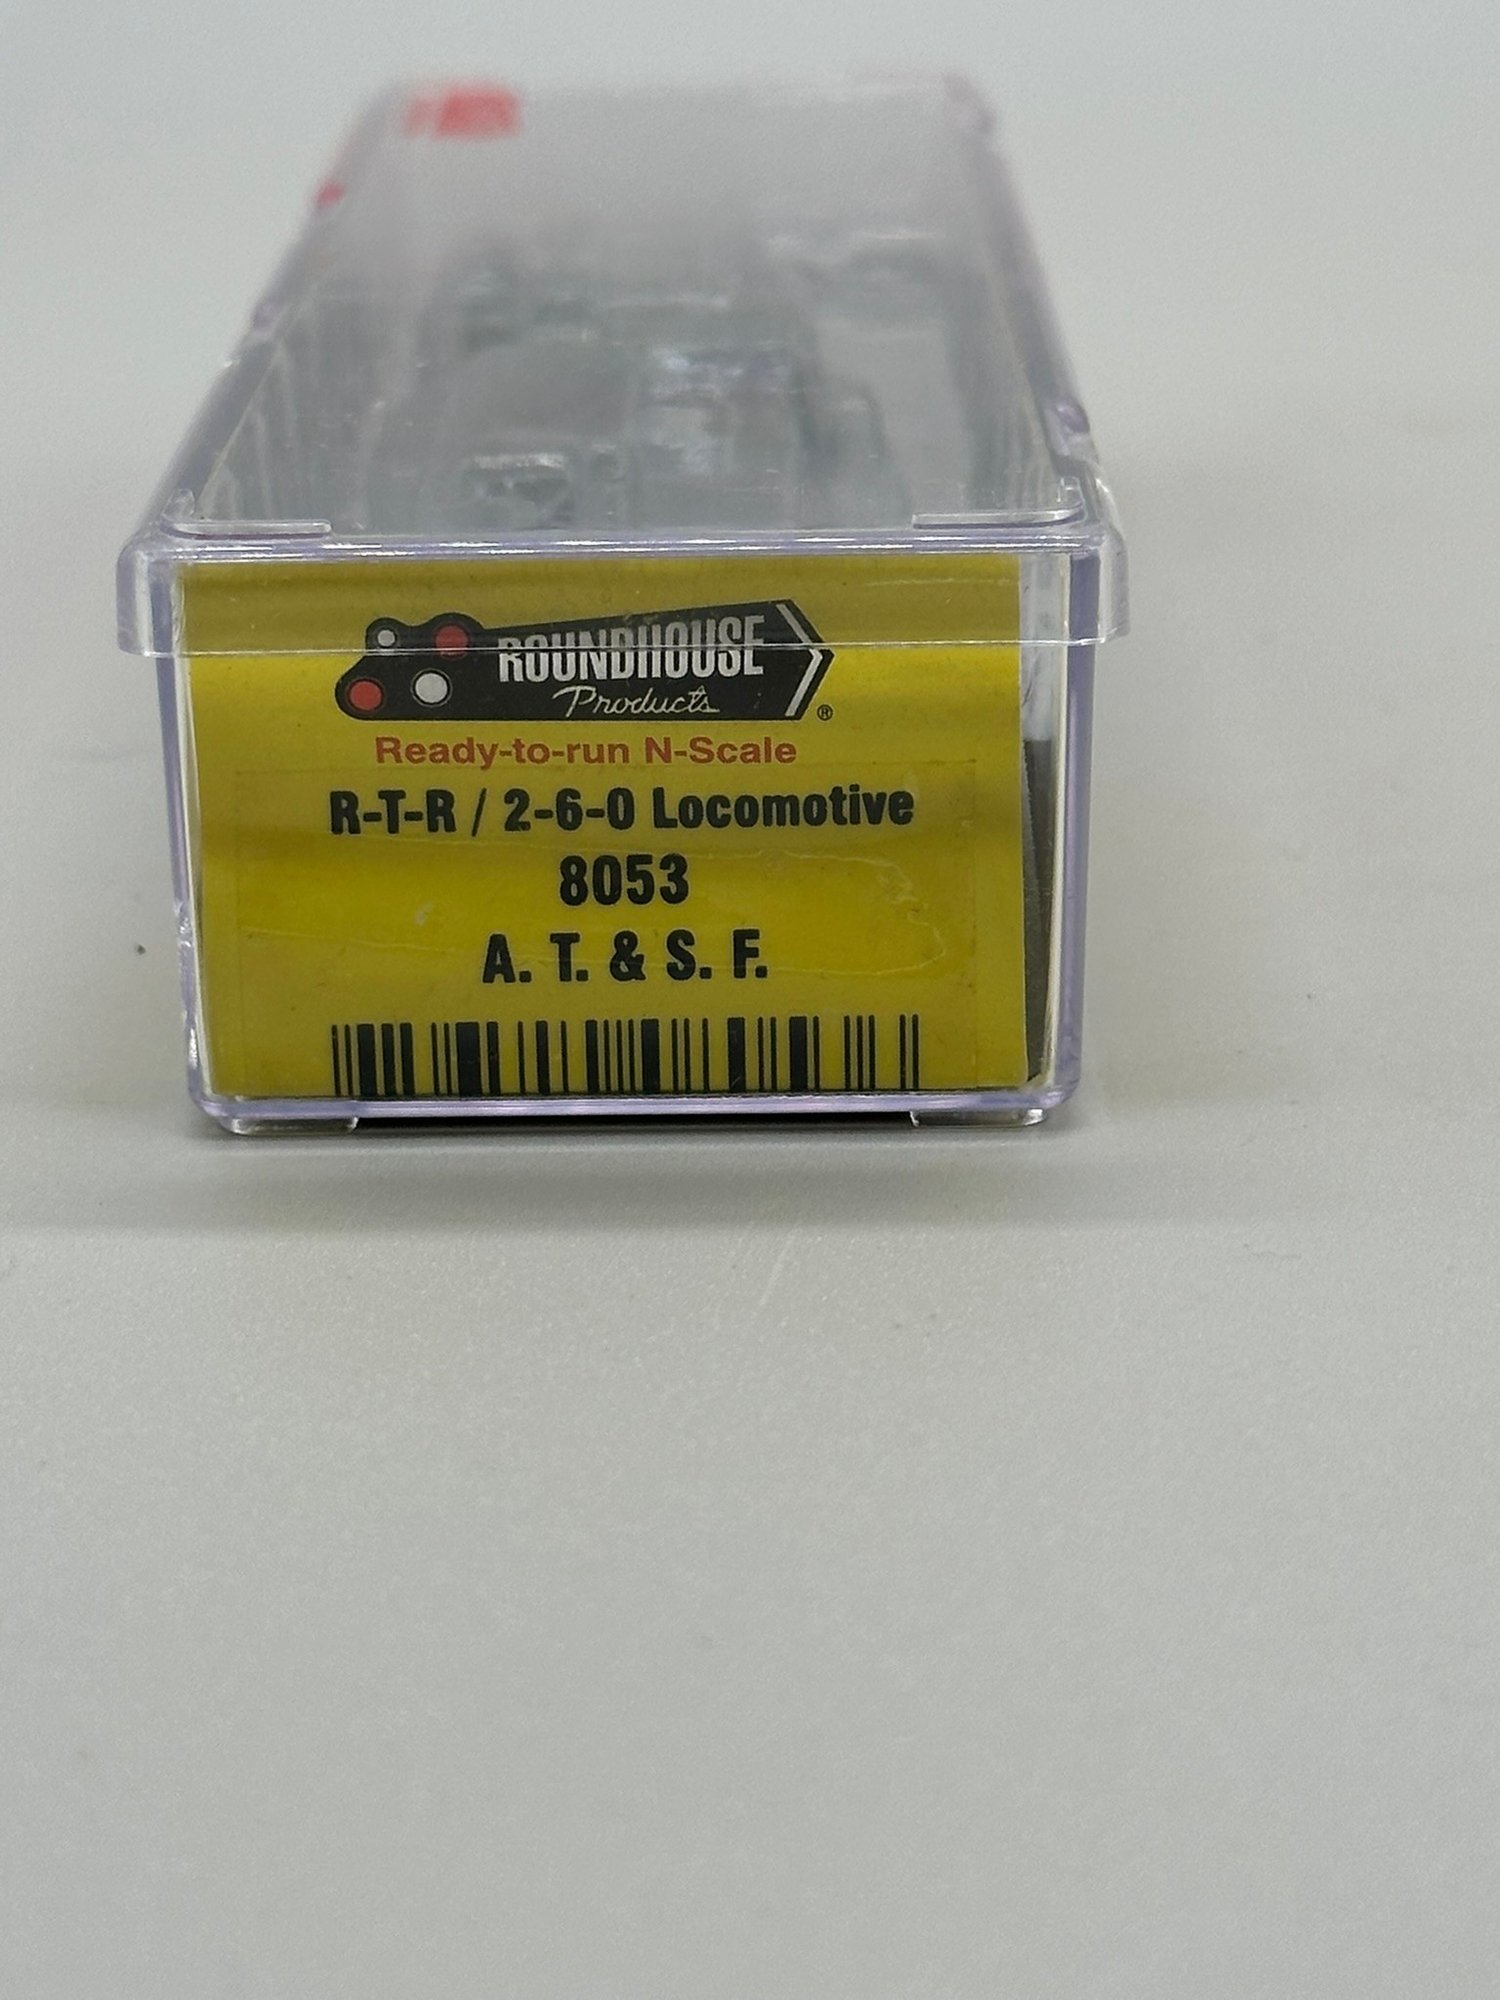 ROUNDHOUSE
Products ®
Ready-to-run N-Scale
R-T-R / 2-6-0 Locomotive
8053
A. T. & S. F.